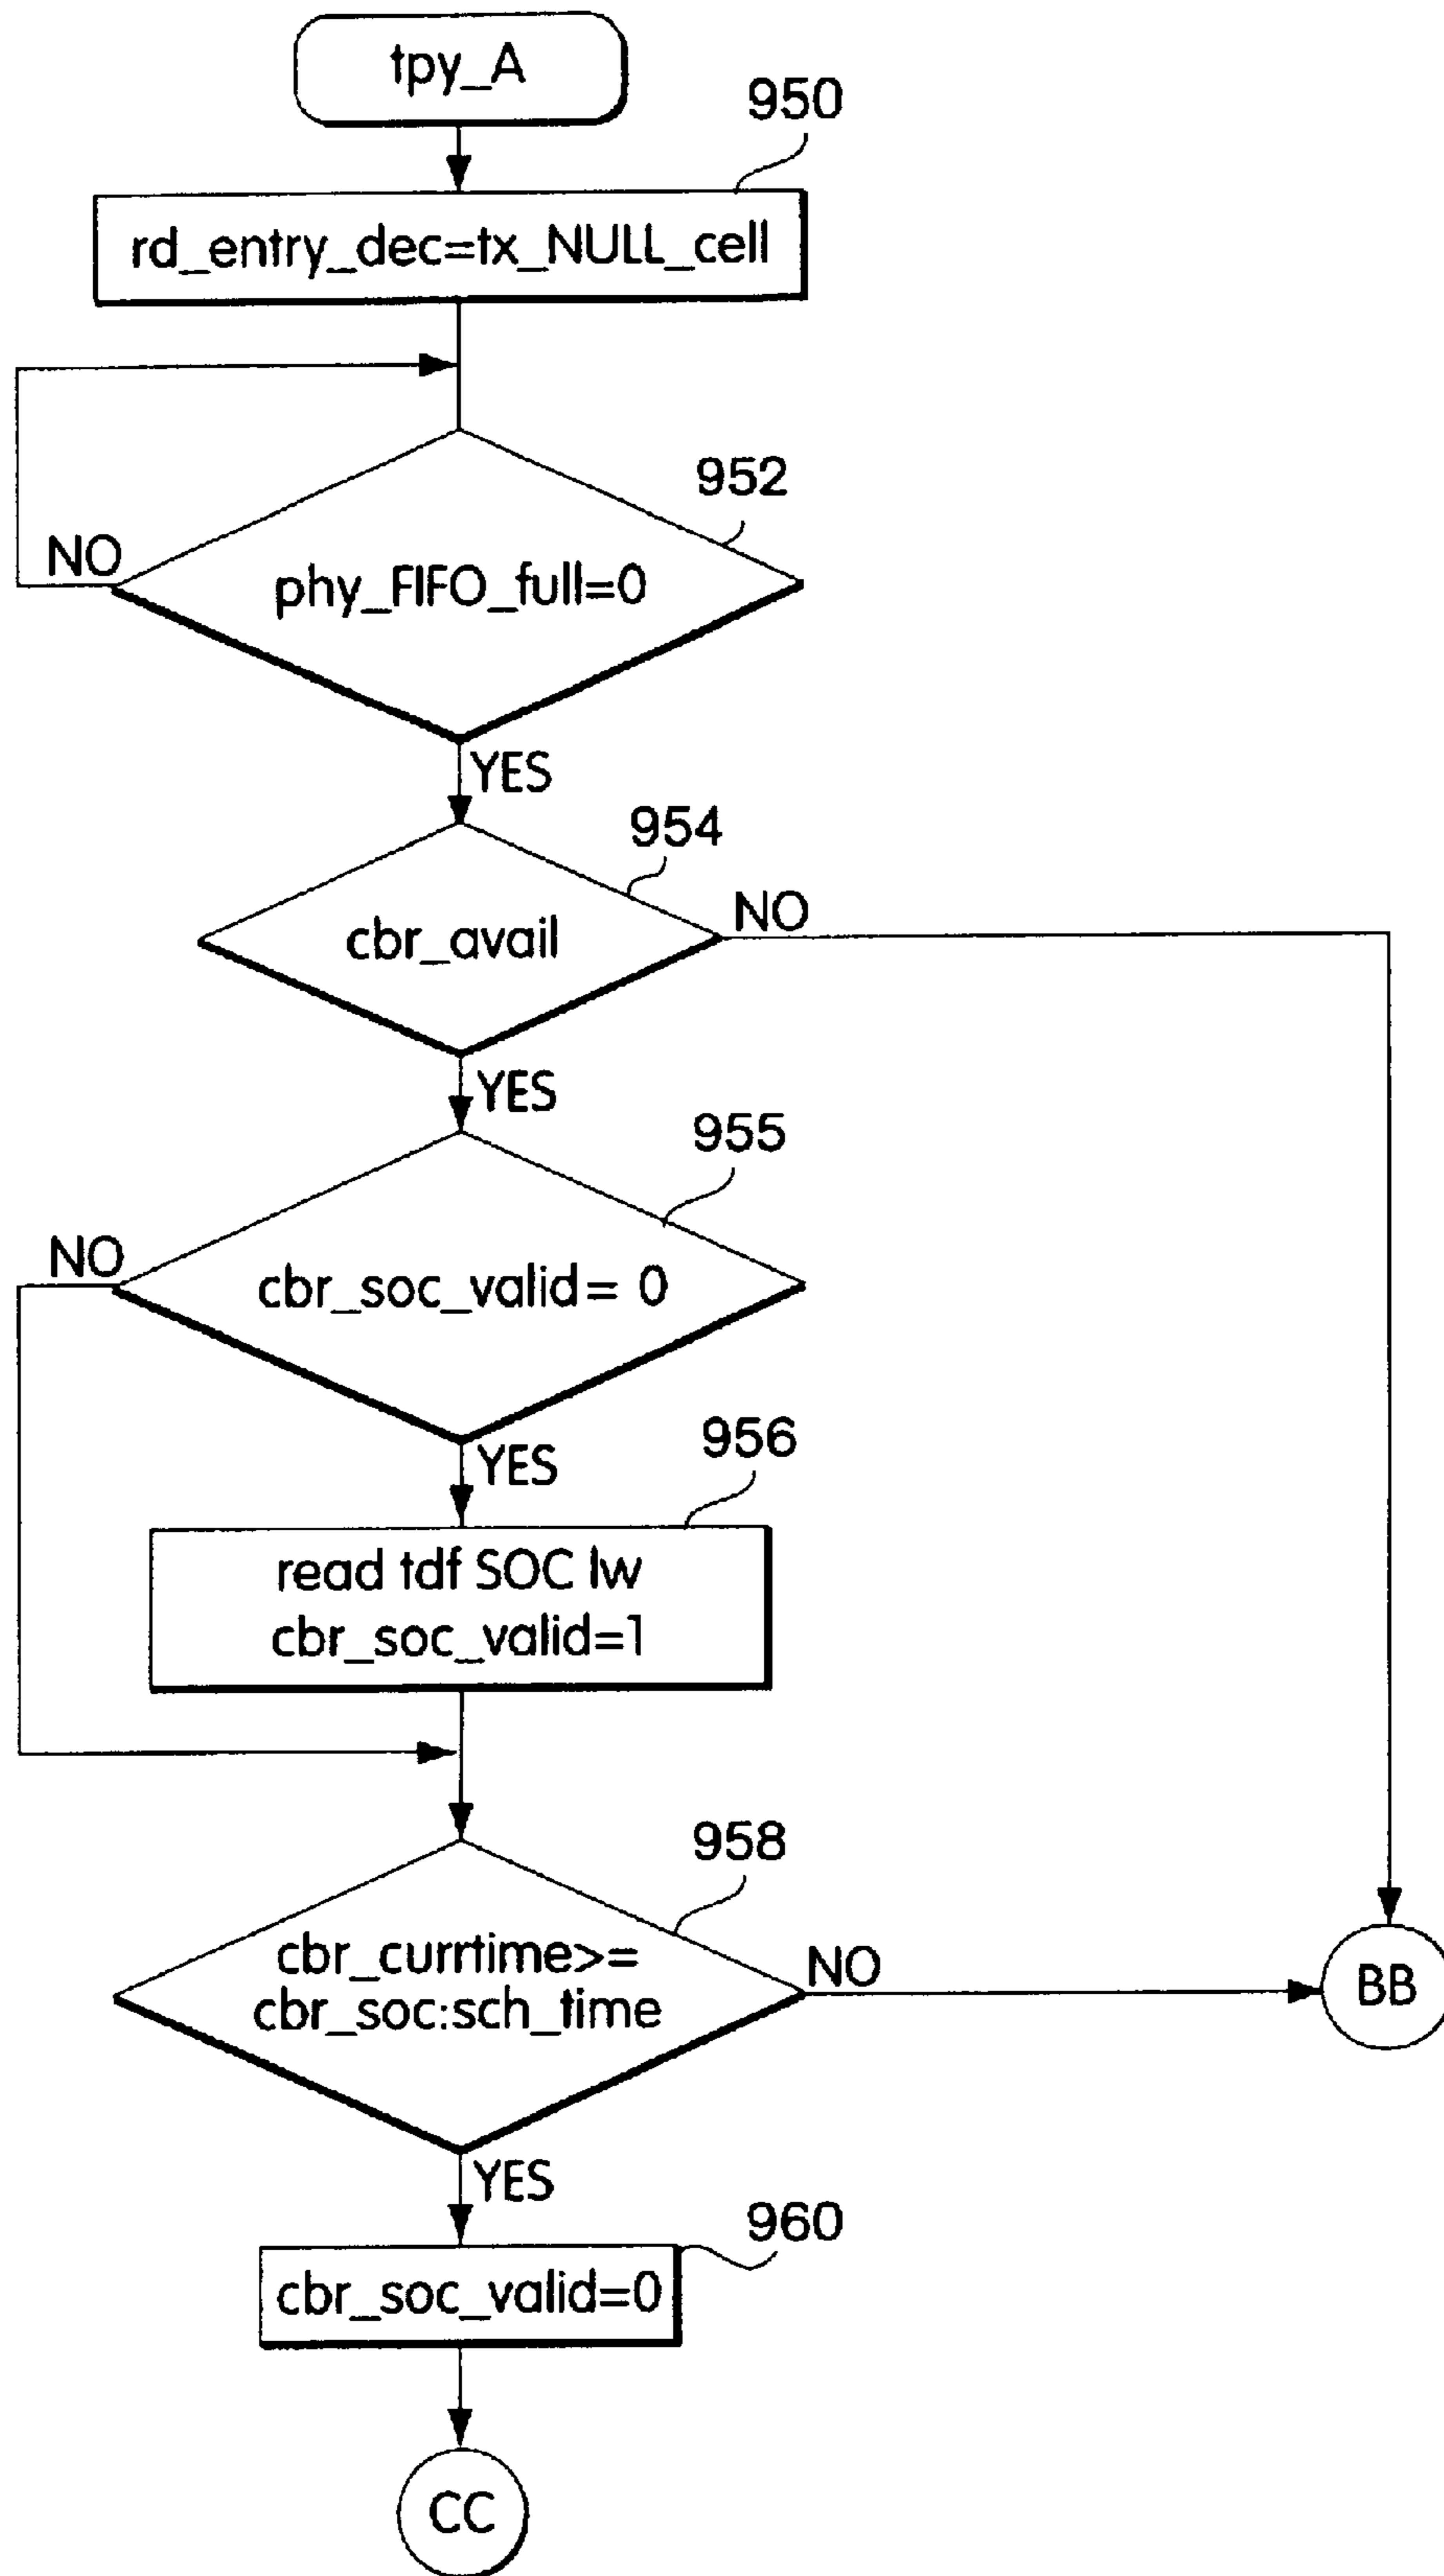 tpy_A
950
rd_entry_dec=tx_NULL_cell
952
NO
phy_FIFO_full=0
YES
954
NO
cbr_avail
YES
955
NO
cbr_soc_valid= 0
YES
956
read tdf SOC lw
cbr_soc_valid=1
958
cbr_currtime>=
cbr_soc:sch_time
NO
BB
YES
960
cbr_soc_valid=0
CC